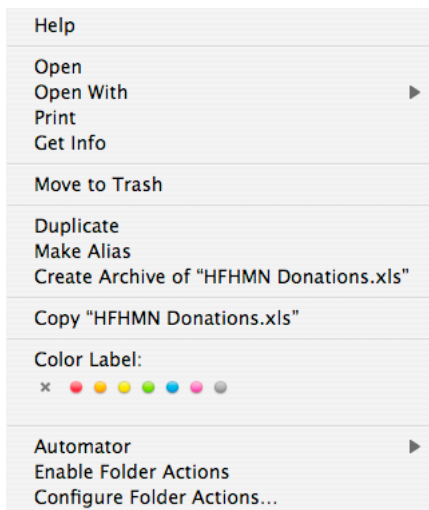 Help
Open
Open With
Print
Get Info
Move to Trash
Duplicate
Make Alias
Create Archive of “HFHMN Donations.xls”
Copy “HFHMN Donations.xls”
Color Label:
Automator
Enable Folder Actions
Configure Folder Actions...